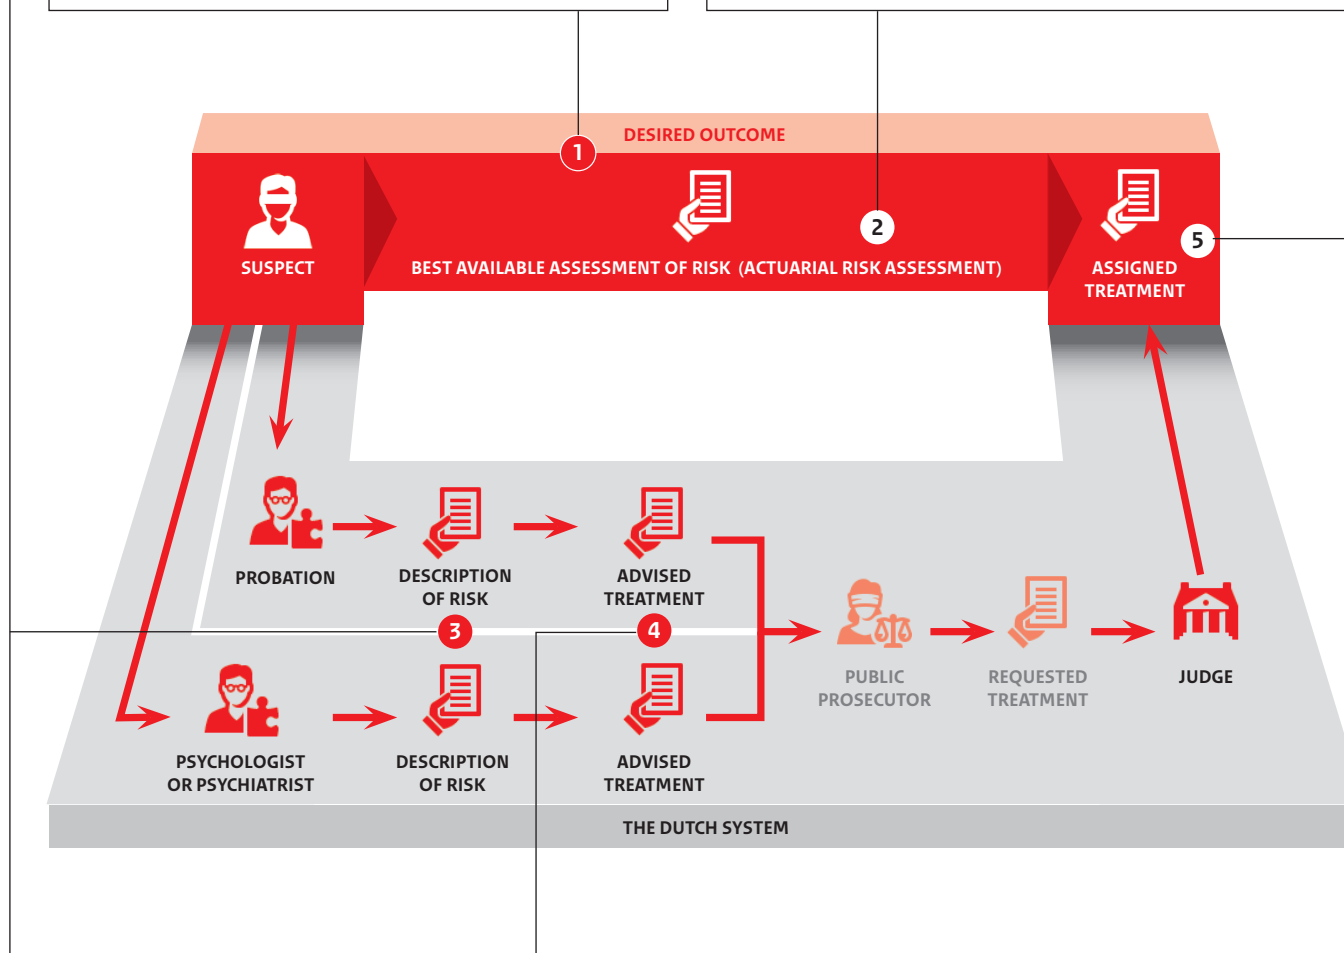 DESIRED OUTCOME
1
2
5
SUSPECT
BEST AVAILABLE ASSESSMENT OF RISK (ACTUARIAL RISK ASSESSMENT)
ASSIGNED
TREATMENT
PROBATION
DESCRIPTION
OF RISK
ADVISED
TREATMENT
3
4
PUBLIC
PROSECUTOR
REQUESTED
TREATMENT
JUDGE
PSYCHOLOGIST
OR PSYCHIATRIST
DESCRIPTION
OF RISK
ADVISED
TREATMENT
THE DUTCH SYSTEM